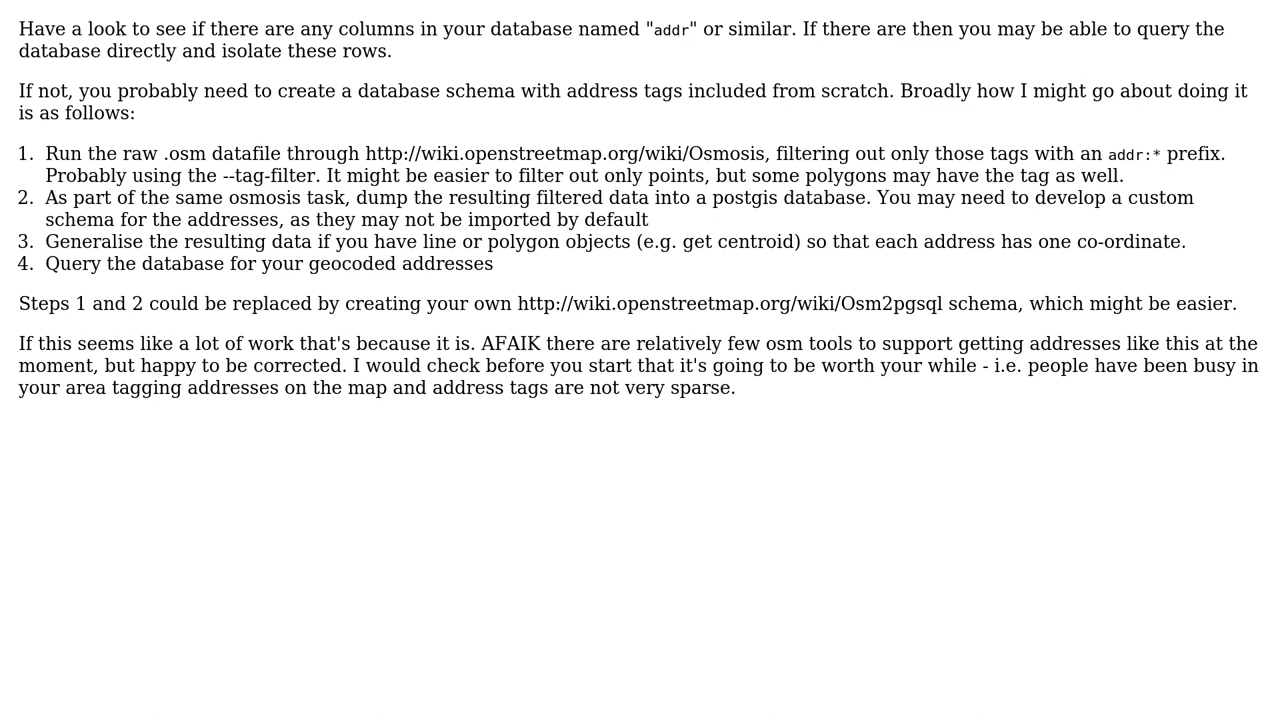 Have a look to see if there are any columns in your database named "addr" or similar. If there are then you may be able to query the
database directly and isolate these rows.
If not, you probably need to create a database schema with address tags included from scratch. Broadly how I might go about doing it
is as follows:
1. Run the raw .osm datafile through http://wiki.openstreetmap.org/wiki/Osmosis, filtering out only those tags with an addr:* prefix.
Probably using the --tag-filter. It might be easier to filter out only points, but some polygons may have the tag as well.
2. As part of the same osmosis task, dump the resulting filtered data into a postgis database. You may need to develop a custom
schema for the addresses, as they may not be imported by default
3. Generalise the resulting data if you have line or polygon objects (e.g. get centroid) so that each address has one co-ordinate.
4. Query the database for your geocoded addresses
Steps 1 and 2 could be replaced by creating your own http://wiki.openstreetmap.org/wiki/Osm2pgsql schema, which might be easier.
If this seems like a lot of work that's because it is. AFAIK there are relatively few osm tools to support getting addresses like this at the
moment, but happy to be corrected. I would check before you start that it's going to be worth your while - i.e. people have been busy in
your area tagging addresses on the map and address tags are not very sparse.